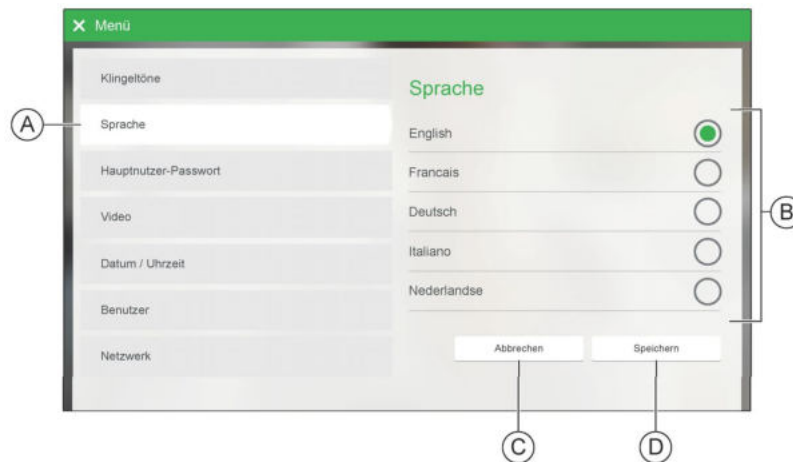 × Menü
Klingeltöne
Sprache
Hauptnutzer-Passwort
Video
Datum / Uhrzeit
Benutzer
Netzwerk
Sprache
English
Francais
Deutsch
Italiano
Nederlandse
Abbrechen
Speichern
A
B
C
D